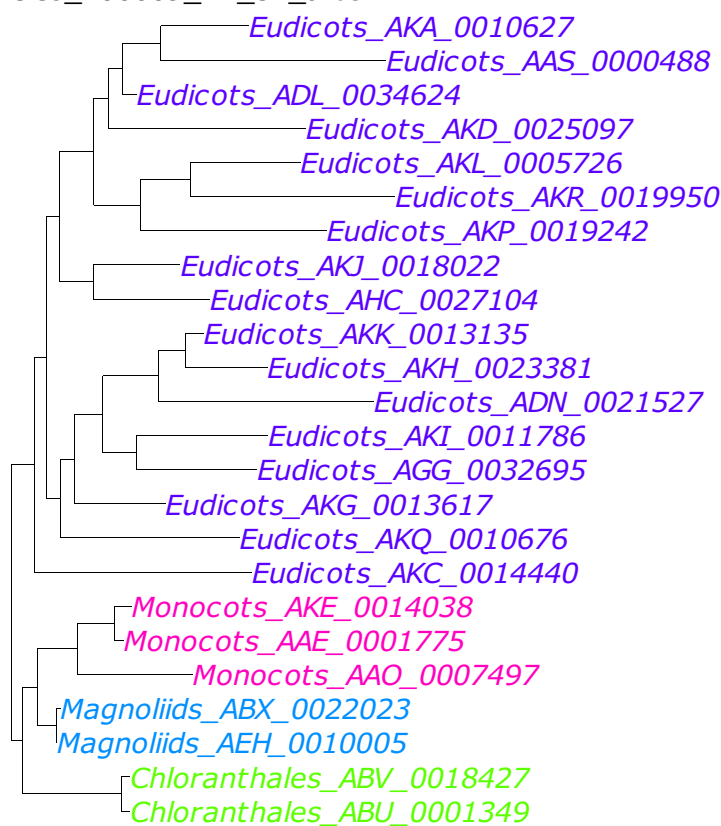 Eudicots_AKA_0010627
Eudicots_AAS_0000488
Eudicots_ADL_0034624
Eudicots_AKD_0025097
Eudicots_AKL_0005726
Eudicots_AKR_0019950
Eudicots_AKP_0019242
Eudicots_AKJ_0018022
Eudicots_AHC_0027104
Eudicots_AKK_0013135
Eudicots_AKH_0023381
Eudicots_ADN_0021527
Eudicots_AKI_0011786
Eudicots_AGG_0032695
Eudicots_AKG_0013617
Eudicots_AKQ_0010676
Eudicots_AKC_0014440
Monocots_AKE_0014038
Monocots_AAE_0001775
Monocots_AAO_0007497
Magnoliids_ABX_0022023
Magnoliids_AEH_0010005
Chloranthales_ABV_0018427
Chloranthales_ABU_0001349